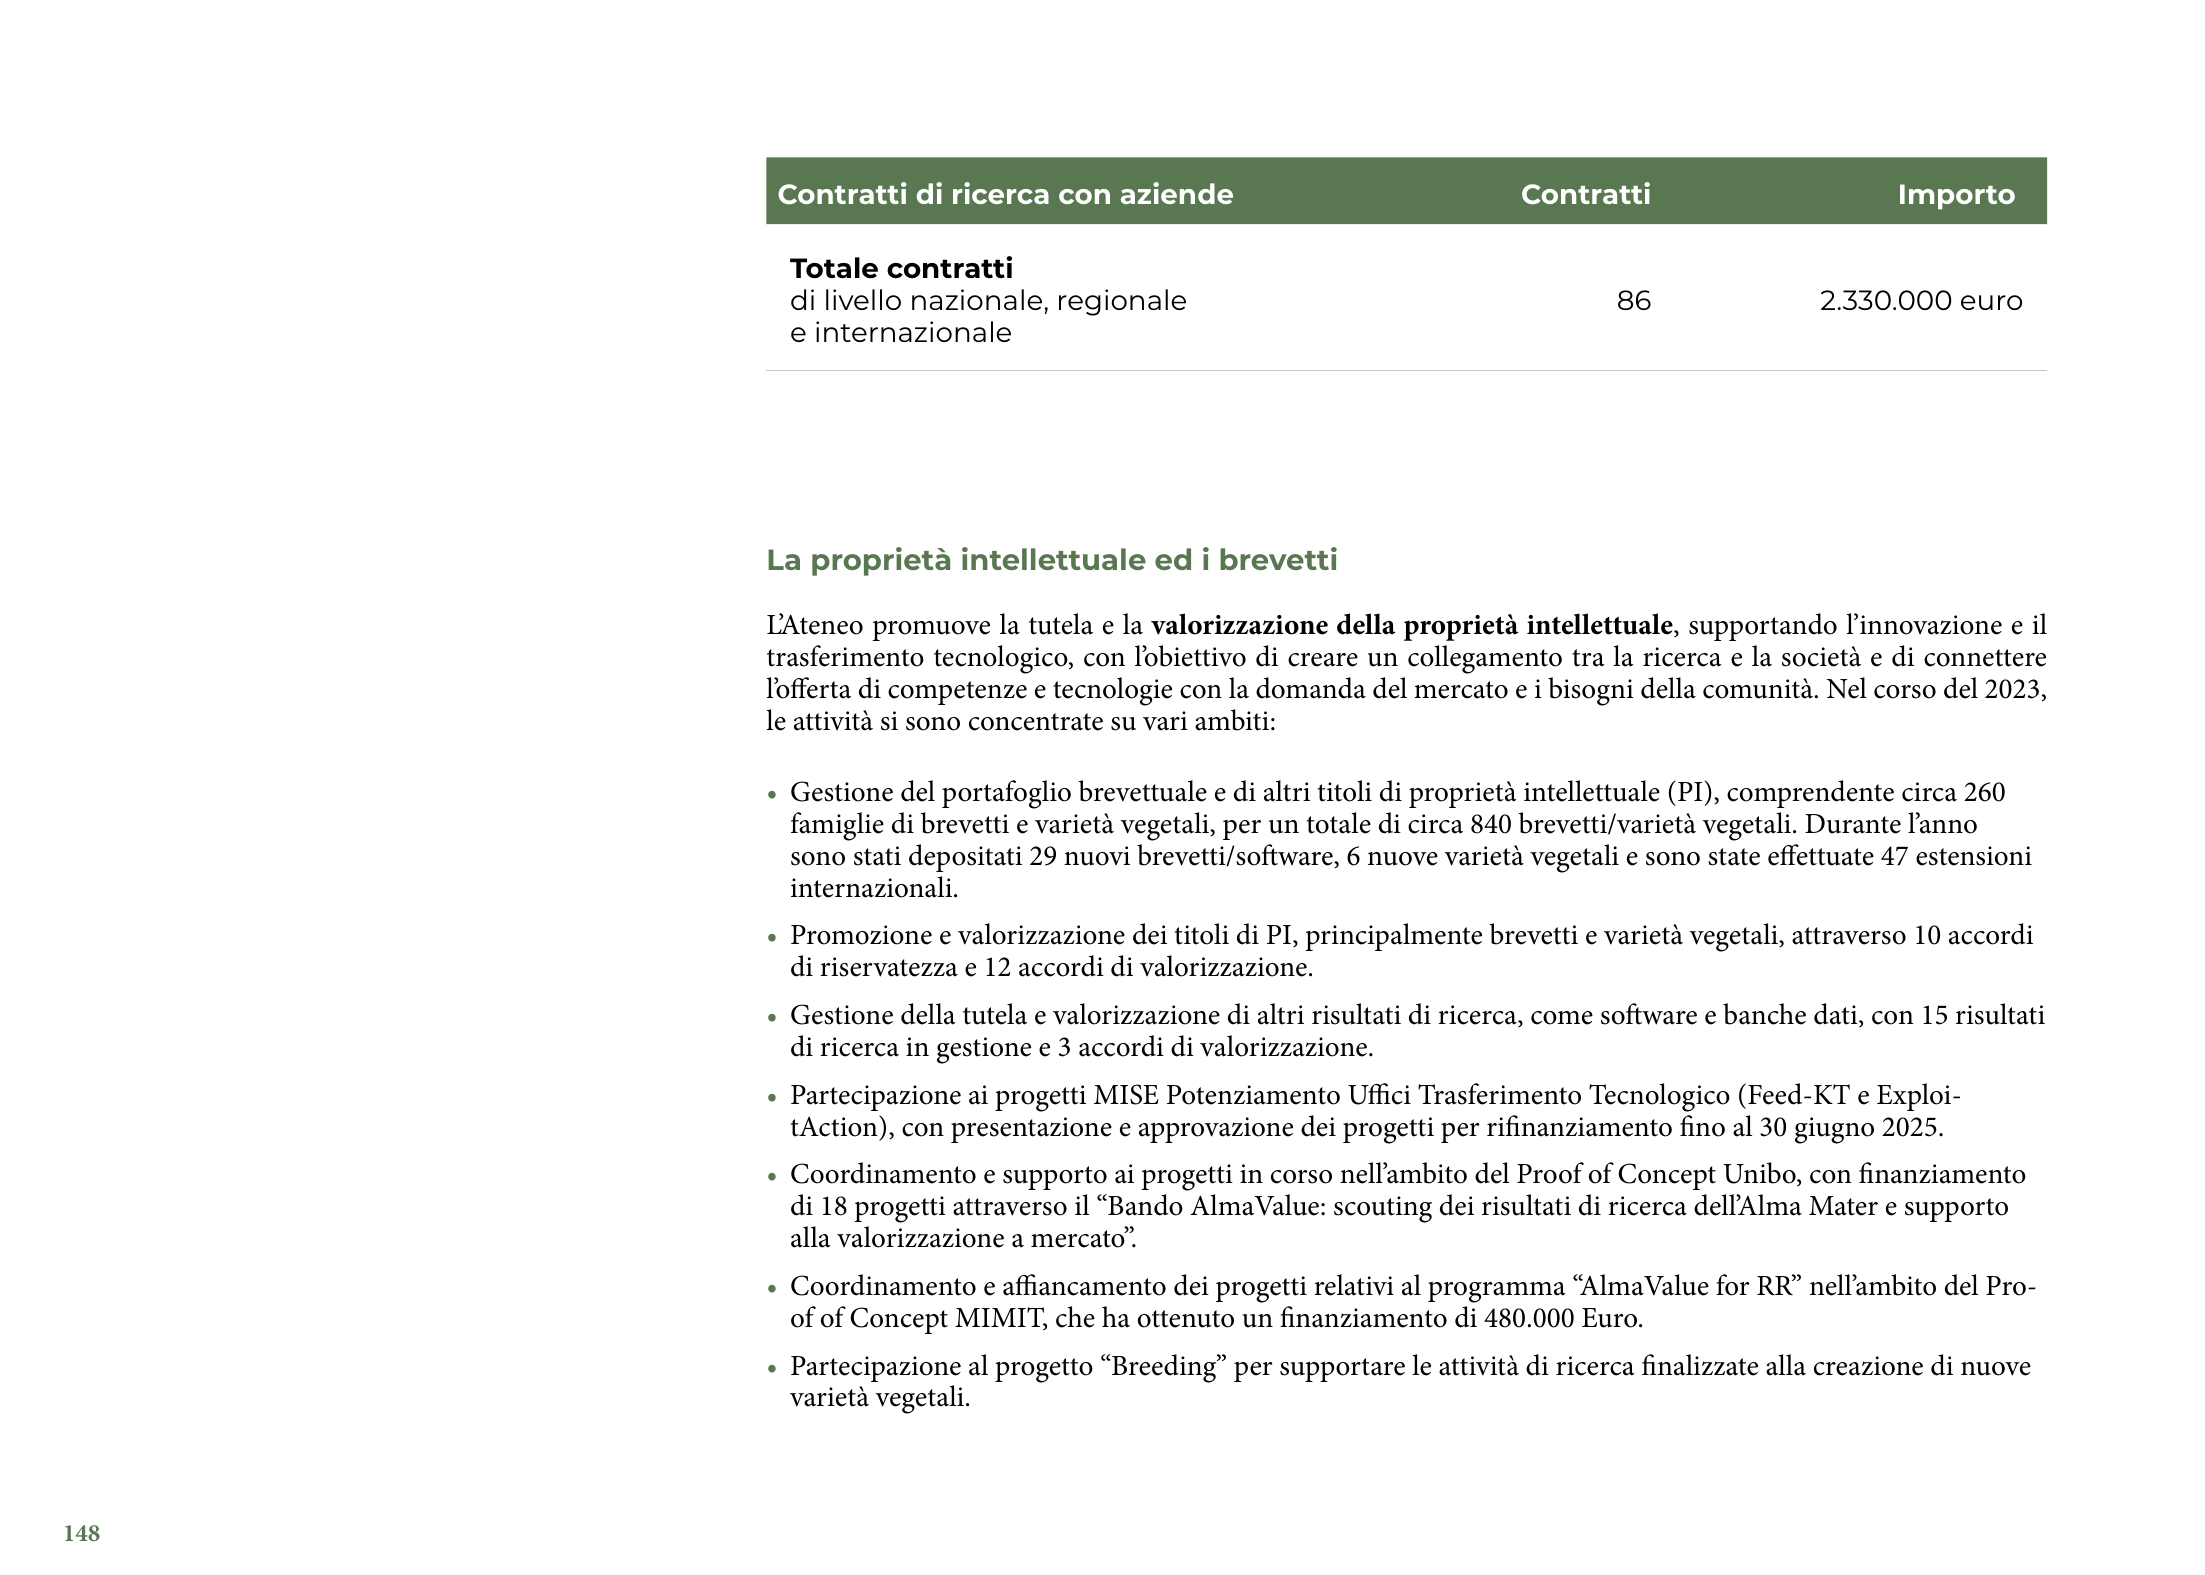 Contratti di ricerca con aziende Contratti Importo
Totale contratti
di livello nazionale, regionale
e internazionale
86 2.330.000 euro
La proprietà intellettuale ed i brevetti
L’Ateneo promuove la tutela e la valorizzazione della proprietà intellettuale, supportando l’innovazione e il
trasferimento tecnologico, con l’obiettivo di creare un collegamento tra la ricerca e la società e di connettere
l’offerta di competenze e tecnologie con la domanda del mercato e i bisogni della comunità. Nel corso del 2023,
le attività si sono concentrate su vari ambiti:
• Gestione del portafoglio brevettuale e di altri titoli di proprietà intellettuale (PI), comprendente circa 260
famiglie di brevetti e varietà vegetali, per un totale di circa 840 brevetti/varietà vegetali. Durante l’anno
sono stati depositati 29 nuovi brevetti/software, 6 nuove varietà vegetali e sono state effettuate 47 estensioni
internazionali.
• Promozione e valorizzazione dei titoli di PI, principalmente brevetti e varietà vegetali, attraverso 10 accordi
di riservatezza e 12 accordi di valorizzazione.
• Gestione della tutela e valorizzazione di altri risultati di ricerca, come software e banche dati, con 15 risultati
di ricerca in gestione e 3 accordi di valorizzazione.
• Partecipazione ai progetti MISE Potenziamento Uffici Trasferimento Tecnologico (Feed-KT e Exploi-
tAction), con presentazione e approvazione dei progetti per rifinanziamento fino al 30 giugno 2025.
• Coordinamento e supporto ai progetti in corso nell’ambito del Proof of Concept Unibo, con finanziamento
di 18 progetti attraverso il “Bando AlmaValue: scouting dei risultati di ricerca dell’Alma Mater e supporto
alla valorizzazione a mercato”.
• Coordinamento e affiancamento dei progetti relativi al programma “AlmaValue for RR” nell’ambito del Pro-
of of Concept MIMIT, che ha ottenuto un finanziamento di 480.000 Euro.
• Partecipazione al progetto “Breeding” per supportare le attività di ricerca finalizzate alla creazione di nuove
varietà vegetali.
148